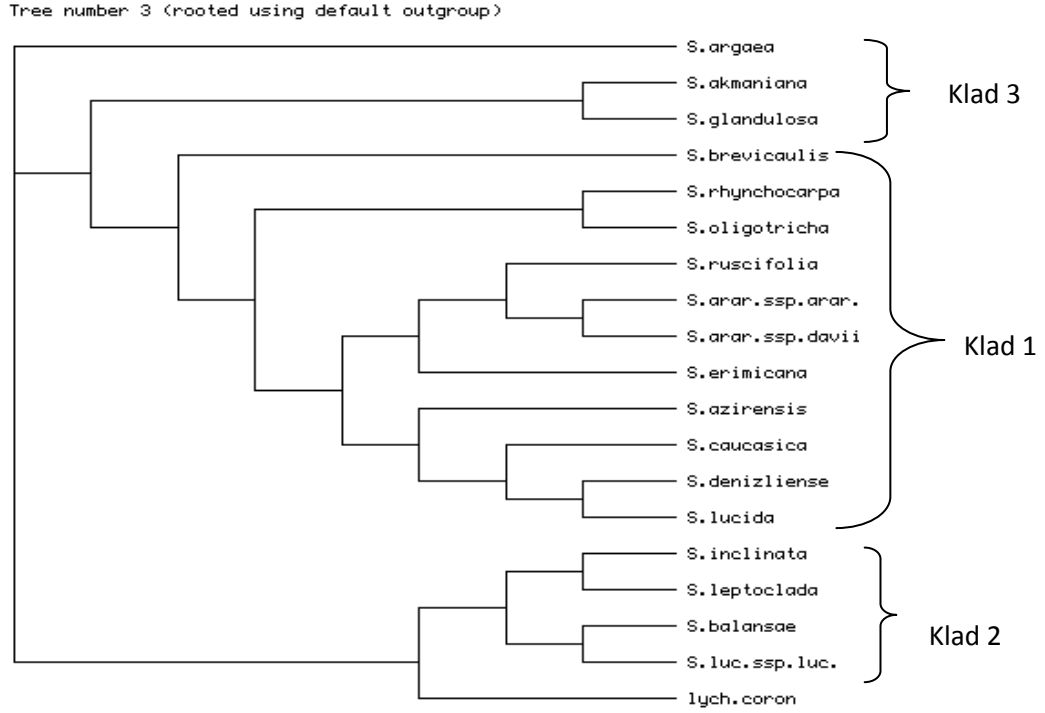 Tree number 3 (rooted using default outgroup)
S.argaea
S.akmaniana
Klad 3
S.glandulosa
S.brevicaulis
S.rhynchocarpa
S.oligotricha
S.ruscifolia
S.arar.ssp.arar.
S.arar.ssp.davii
Klad 1
S.erimicana
S.azirensis
S.caucasica
S.denizliense
S.lucida
S.inclinata
S.leptoclada
S.balansae
Klad 2
S.luc.ssp.luc.
lych.coron